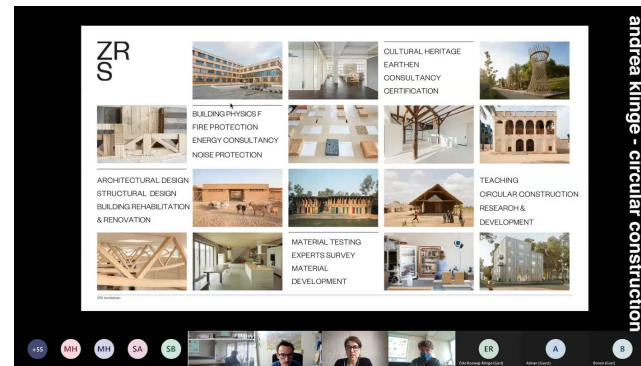 ZR
S
CULTURAL HERITAGE
EARTHEN
CONSULTANCY
CERTIFICATION
BUILDING PHYSICS F
FIRE PROTECTION
ENERGY CONSULTANCY
NOISE PROTECTION
ARCHITECTURAL DESIGN
STRUCTURAL DESIGN
BUILDING REHABILITATION
& RENOVATION
TEACHING
CIRCULAR CONSTRUCTION
RESEARCH &
DEVELOPMENT
MATERIAL TESTING
EXPERTS SURVEY
MATERIAL
DEVELOPMENT
ZRS Architekten
andrea klinge - circular construction
+55
MH
MH
SA
SB
ER
A
B